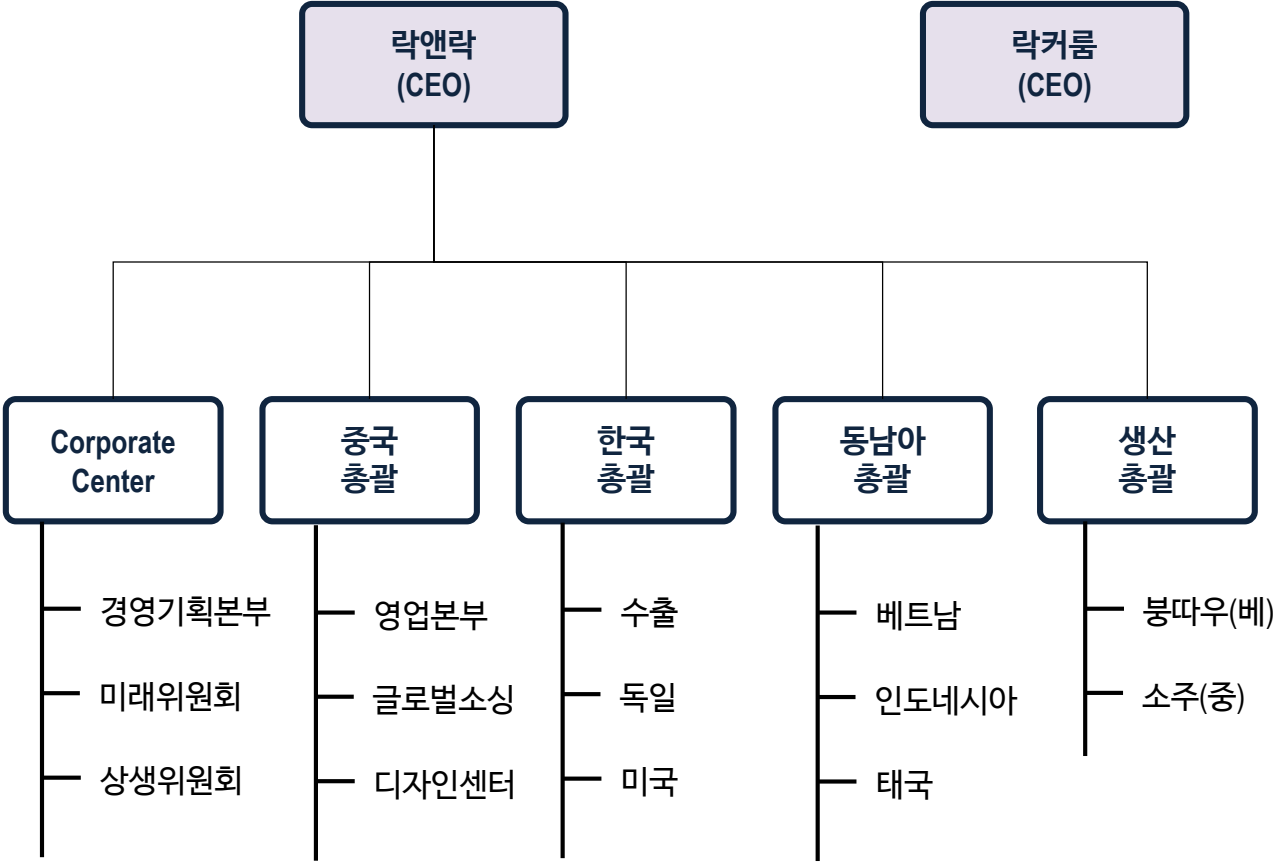 락앤락
(CEO)
락커룸
(CEO)
Corporate
Center
중국
총괄
한국
총괄
동남아
총괄
생산
총괄
경영기획본부
미래위원회
상생위원회
영업본부
글로벌소싱
디자인센터
수출
독일
미국
베트남
인도네시아
태국
붕따우(베)
소주(중)